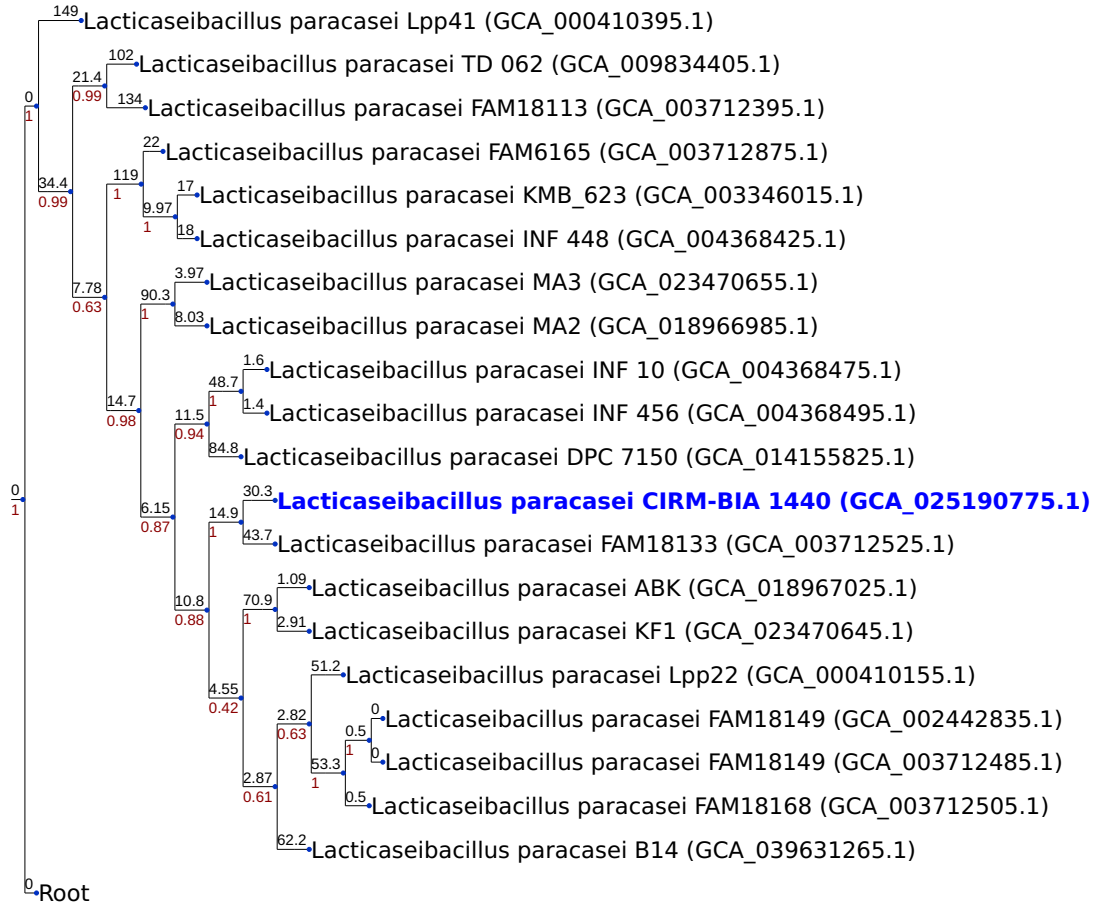 149 Lacticaseibacillus paracasei Lpp41 (GCA_000410395.1)
102 Lacticaseibacillus paracasei TD 062 (GCA_009834405.1)
21.4
0.99
134 Lacticaseibacillus paracasei FAM18113 (GCA_003712395.1)
0
1
22 Lacticaseibacillus paracasei FAM6165 (GCA_003712875.1)
119
1
34.4
0.99
17 Lacticaseibacillus paracasei KMB_623 (GCA_003346015.1)
9.97
1
18 Lacticaseibacillus paracasei INF 448 (GCA_004368425.1)
3.97 Lacticaseibacillus paracasei MA3 (GCA_023470655.1)
7.78
0.63
90.3
1
8.03 Lacticaseibacillus paracasei MA2 (GCA_018966985.1)
1.6 Lacticaseibacillus paracasei INF 10 (GCA_004368475.1)
48.7
1
1.4 Lacticaseibacillus paracasei INF 456 (GCA_004368495.1)
14.7
0.98
11.5
0.94
84.8 Lacticaseibacillus paracasei DPC 7150 (GCA_014155825.1)
0
1
30.3 Lacticaseibacillus paracasei CIRM-BIA 1440 (GCA_025190775.1)
6.15
0.87
14.9
1
43.7 Lacticaseibacillus paracasei FAM18133 (GCA_003712525.1)
1.09 Lacticaseibacillus paracasei ABK (GCA_018967025.1)
10.8
0.88
70.9
1
2.91 Lacticaseibacillus paracasei KF1 (GCA_023470645.1)
51.2 Lacticaseibacillus paracasei Lpp22 (GCA_000410155.1)
4.55
0.42
2.82
0.63
0 Lacticaseibacillus paracasei FAM18149 (GCA_002442835.1)
0.5
1
0 Lacticaseibacillus paracasei FAM18149 (GCA_003712485.1)
53.3
1
2.87
0.61
0.5 Lacticaseibacillus paracasei FAM18168 (GCA_003712505.1)
62.2 Lacticaseibacillus paracasei B14 (GCA_039631265.1)
0 Root